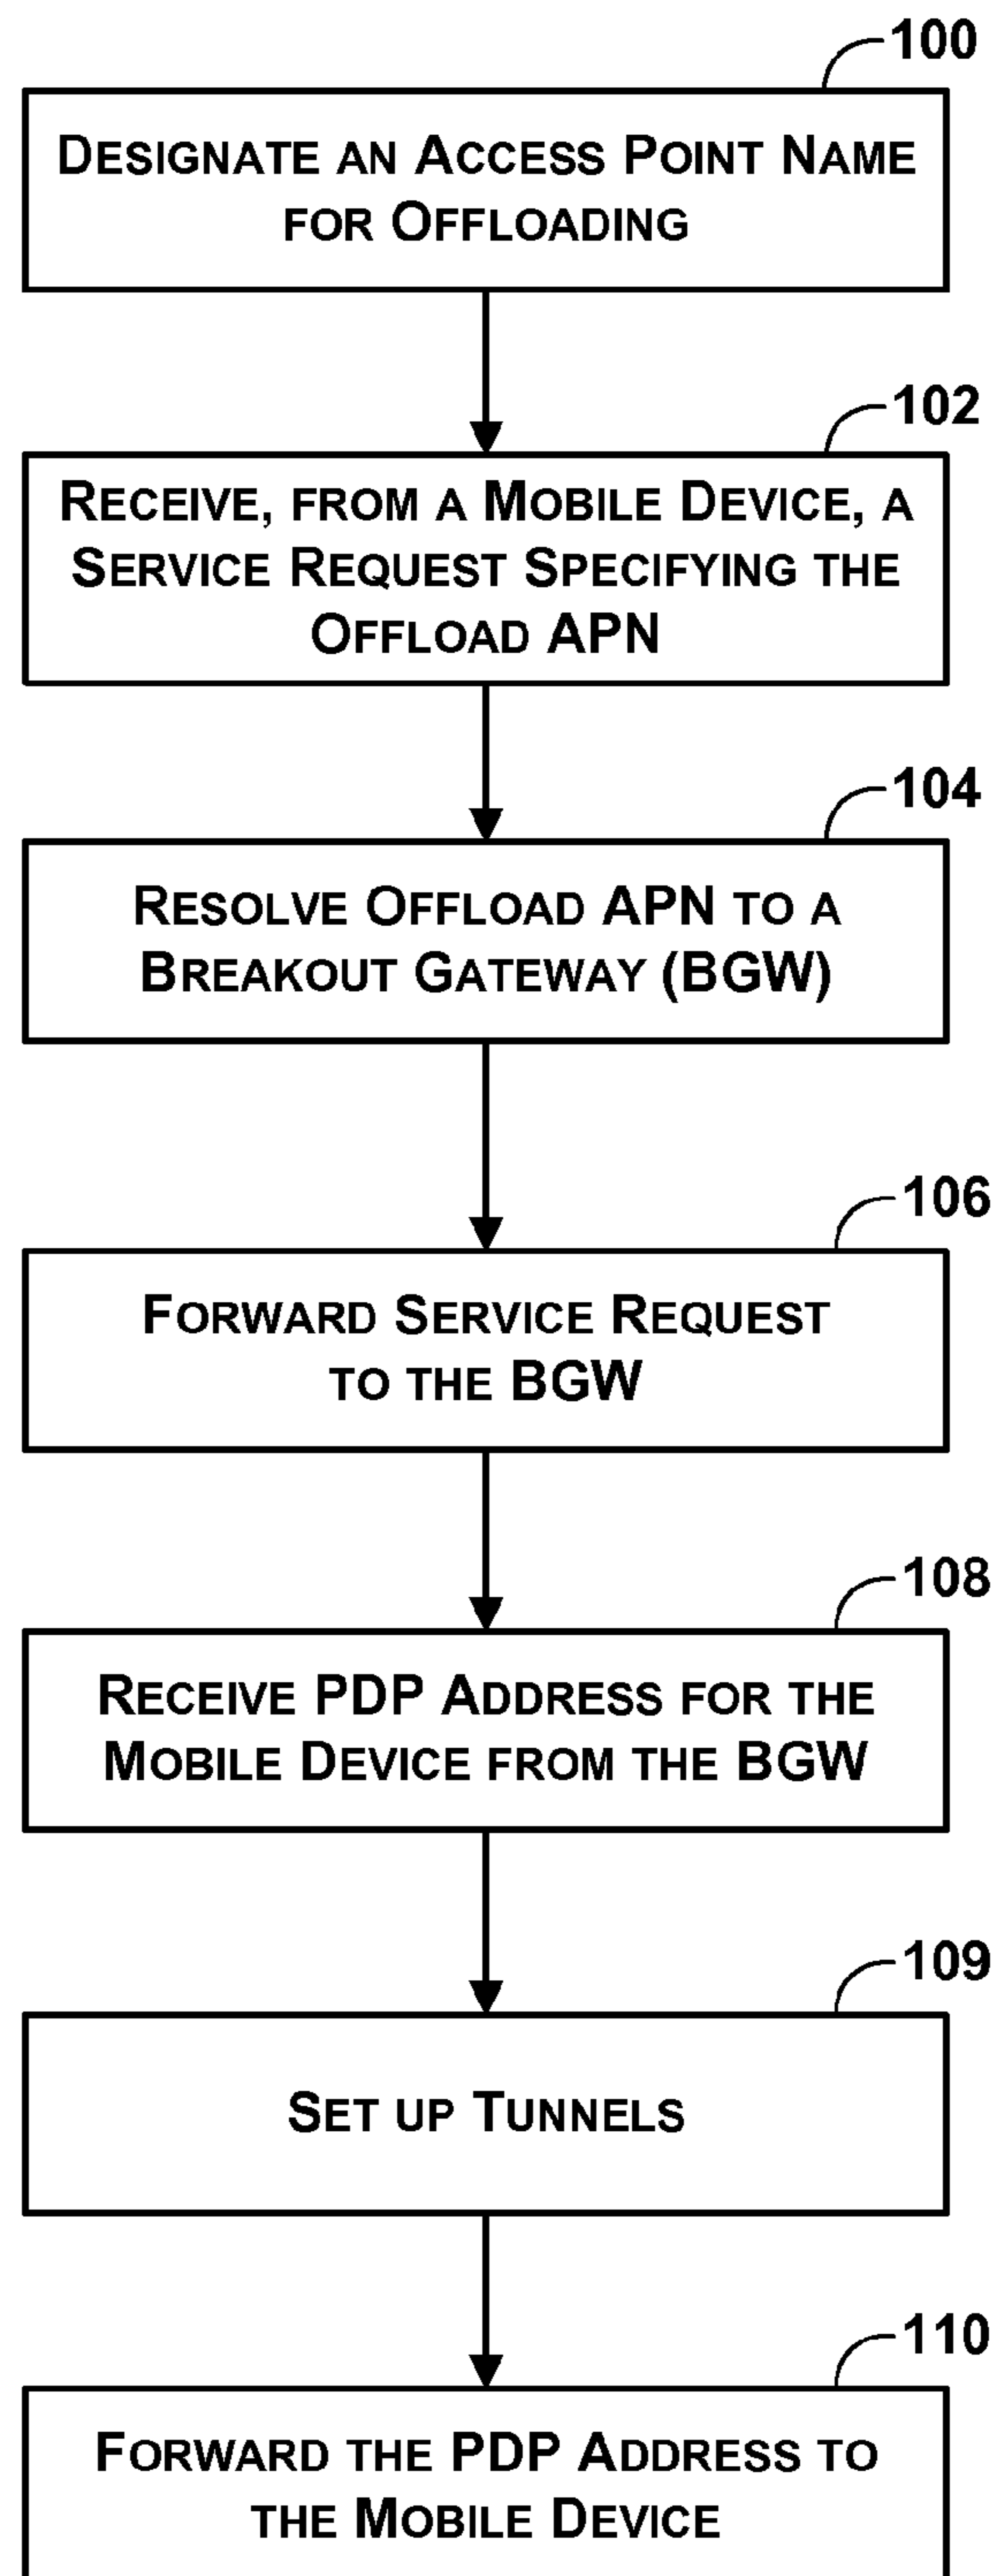 100
DESIGNATE AN ACCESS POINT NAME
FOR OFFLOADING
102
RECEIVE, FROM A MOBILE DEVICE, A
SERVICE REQUEST SPECIFYING THE
OFFLOAD APN
104
RESOLVE OFFLOAD APN TO A
BREAKOUT GATEWAY (BGW)
106
FORWARD SERVICE REQUEST
TO THE BGW
108
RECEIVE PDP ADDRESS FOR THE
MOBILE DEVICE FROM THE BGW
109
SET UP TUNNELS
110
FORWARD THE PDP ADDRESS TO
THE MOBILE DEVICE